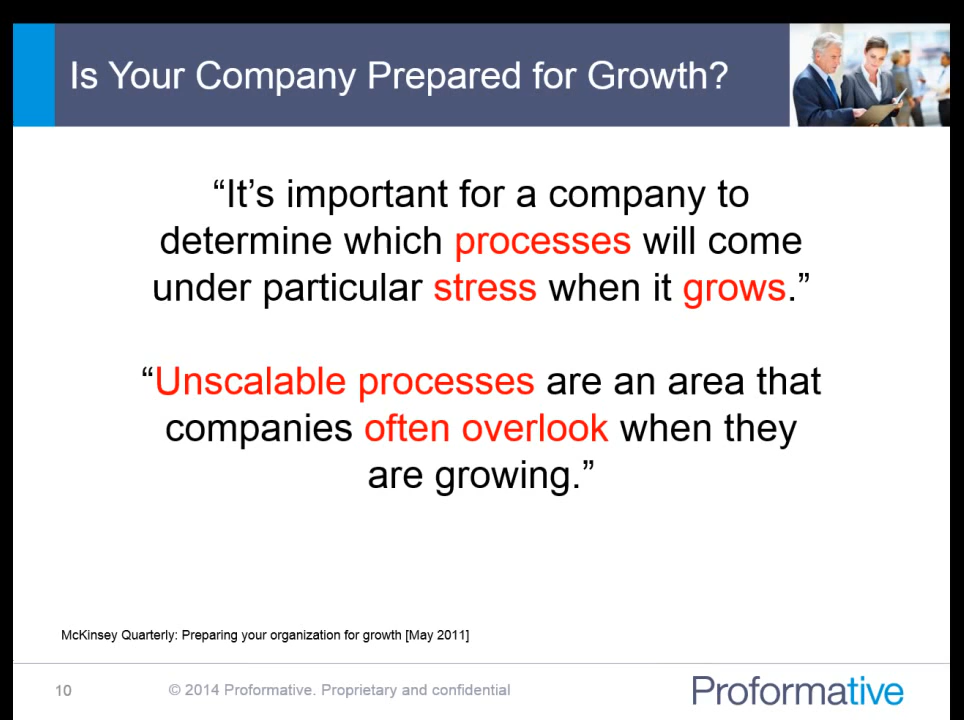 Is Your Company Prepared for Growth?
“It’s important for a company to
determine which processes will come
under particular stress when it grows.”
“Unscalable processes are an area that
companies often overlook when they
are growing.”
McKinsey Quarterly: Preparing your organization for growth [May 2011]
10
© 2014 Proformative. Proprietary and confidential
Proformative